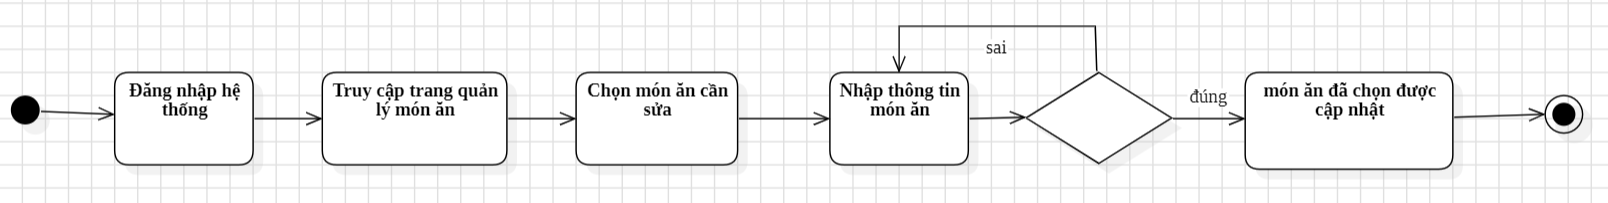 Đăng nhập hệ
thống
Truy cập trang quản
lý món ăn
Chọn món ăn cần
sửa
Nhập thông tin
món ăn
sai
đúng
món ăn đã chọn được
cập nhật